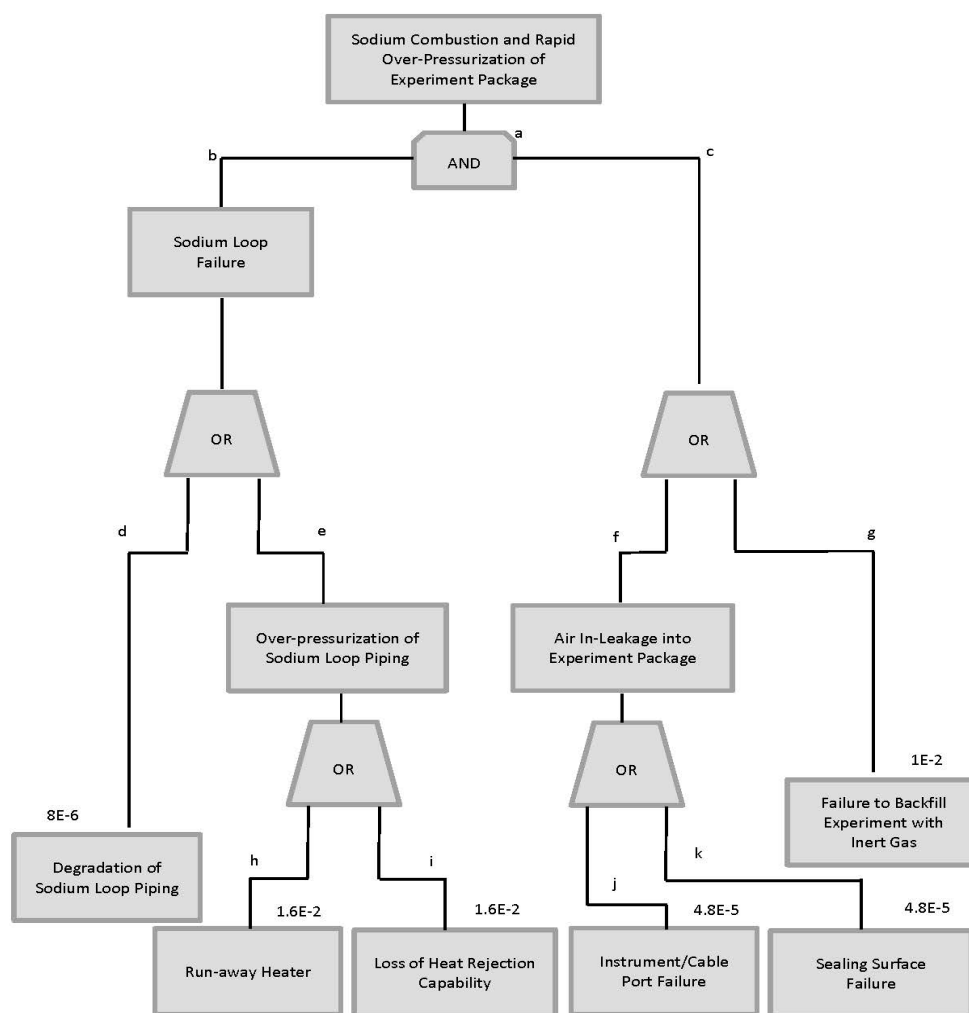 Sodium Combustion and Rapid
Over-Pressurization of
Experiment Package
a
b
c
AND
Sodium Loop
Failure
OR
OR
d
e
f
g
Over-pressurization of
Sodium Loop Piping
Air In-Leakage into
Experiment Package
OR
OR
1E-2
Failure to Backfill
Experiment with
Inert Gas
8E-6
Degradation of
Sodium Loop Piping
h
i
j
k
1.6E-2
1.6E-2
4.8E-5
4.8E-5
Run-away Heater
Loss of Heat Rejection
Capability
Instrument/Cable
Port Failure
Sealing Surface
Failure